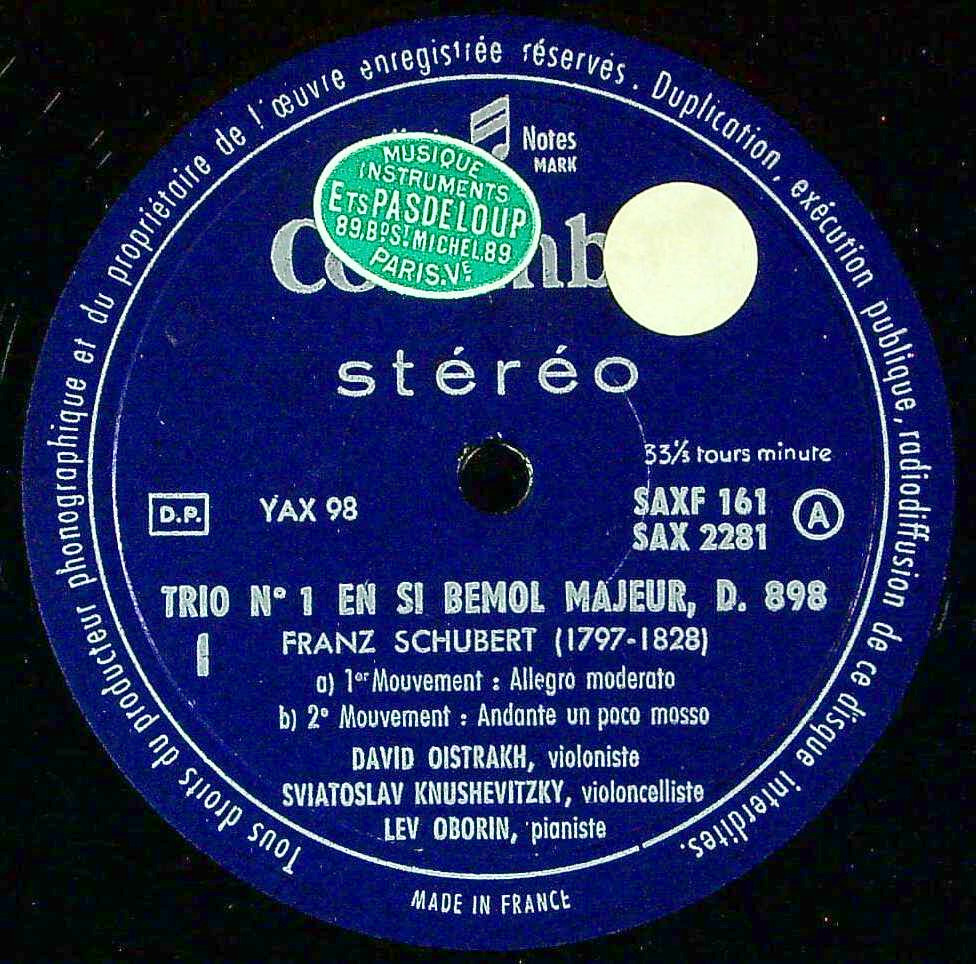 Tous droits du producteur phonographique et du propriétaire de l'œuvre enregistrée réservés. Duplication, exécution publique, radiodiffusion de ce disque interdites.
Notes
MARK
MUSIQUE
INSTRUMENTS
ETS PASDELOUP
89, BD ST MICHEL, 89
PARIS. VE
stéréo
33⅓ tours minute
D.P.
YAX 98
SAXF 161
SAX 2281
A
TRIO N° 1 EN SI BEMOL MAJEUR, D. 898
1
FRANZ SCHUBERT (1797-1828)
a) 1er Mouvement : Allegro moderato
b) 2e Mouvement : Andante un poco mosso
DAVID OISTRAKH, violoniste
SVIATOSLAV KNUSHEVITZKY, violoncelliste
LEV OBORIN, pianiste
MADE IN FRANCE